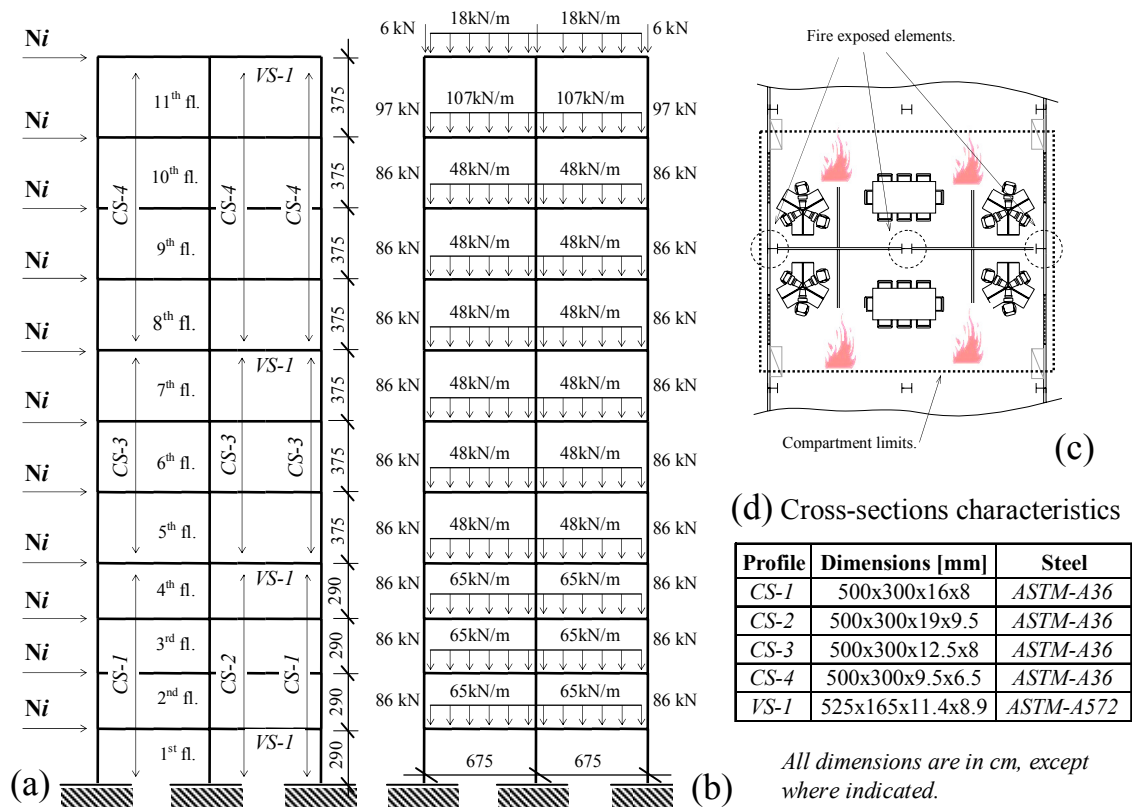 18kN/m 18kN/m
6 kN 6 kN
Ni
VS-1
11th fl.
375
97 kN 107kN/m 107kN/m 97 kN
Ni
10th fl.
375
86 kN 48kN/m 48kN/m 86 kN
Ni
CS-4 CS-4 CS-4
9th fl.
375
86 kN 48kN/m 48kN/m 86 kN
Ni
8th fl.
375
86 kN 48kN/m 48kN/m 86 kN
Ni
VS-1
7th fl.
375
86 kN 48kN/m 48kN/m 86 kN
Ni
CS-3 CS-3 CS-3
6th fl.
375
86 kN 48kN/m 48kN/m 86 kN
Ni
5th fl.
375
86 kN 48kN/m 48kN/m 86 kN
Ni
VS-1
4th fl.
290
86 kN 65kN/m 65kN/m 86 kN
Ni
3rd fl.
290
86 kN 65kN/m 65kN/m 86 kN
Ni
CS-1 CS-2 CS-1
2nd fl.
290
86 kN 65kN/m 65kN/m 86 kN
Ni
VS-1
1st fl.
290
675 675
(a)
(b)
Fire exposed elements.
Compartment limits.
(c)
(d) Cross-sections characteristics
Profile Dimensions [mm] Steel
CS-1 500x300x16x8 ASTM-A36
CS-2 500x300x19x9.5 ASTM-A36
CS-3 500x300x12.5x8 ASTM-A36
CS-4 500x300x9.5x6.5 ASTM-A36
VS-1 525x165x11.4x8.9 ASTM-A572
All dimensions are in cm, except
where indicated.